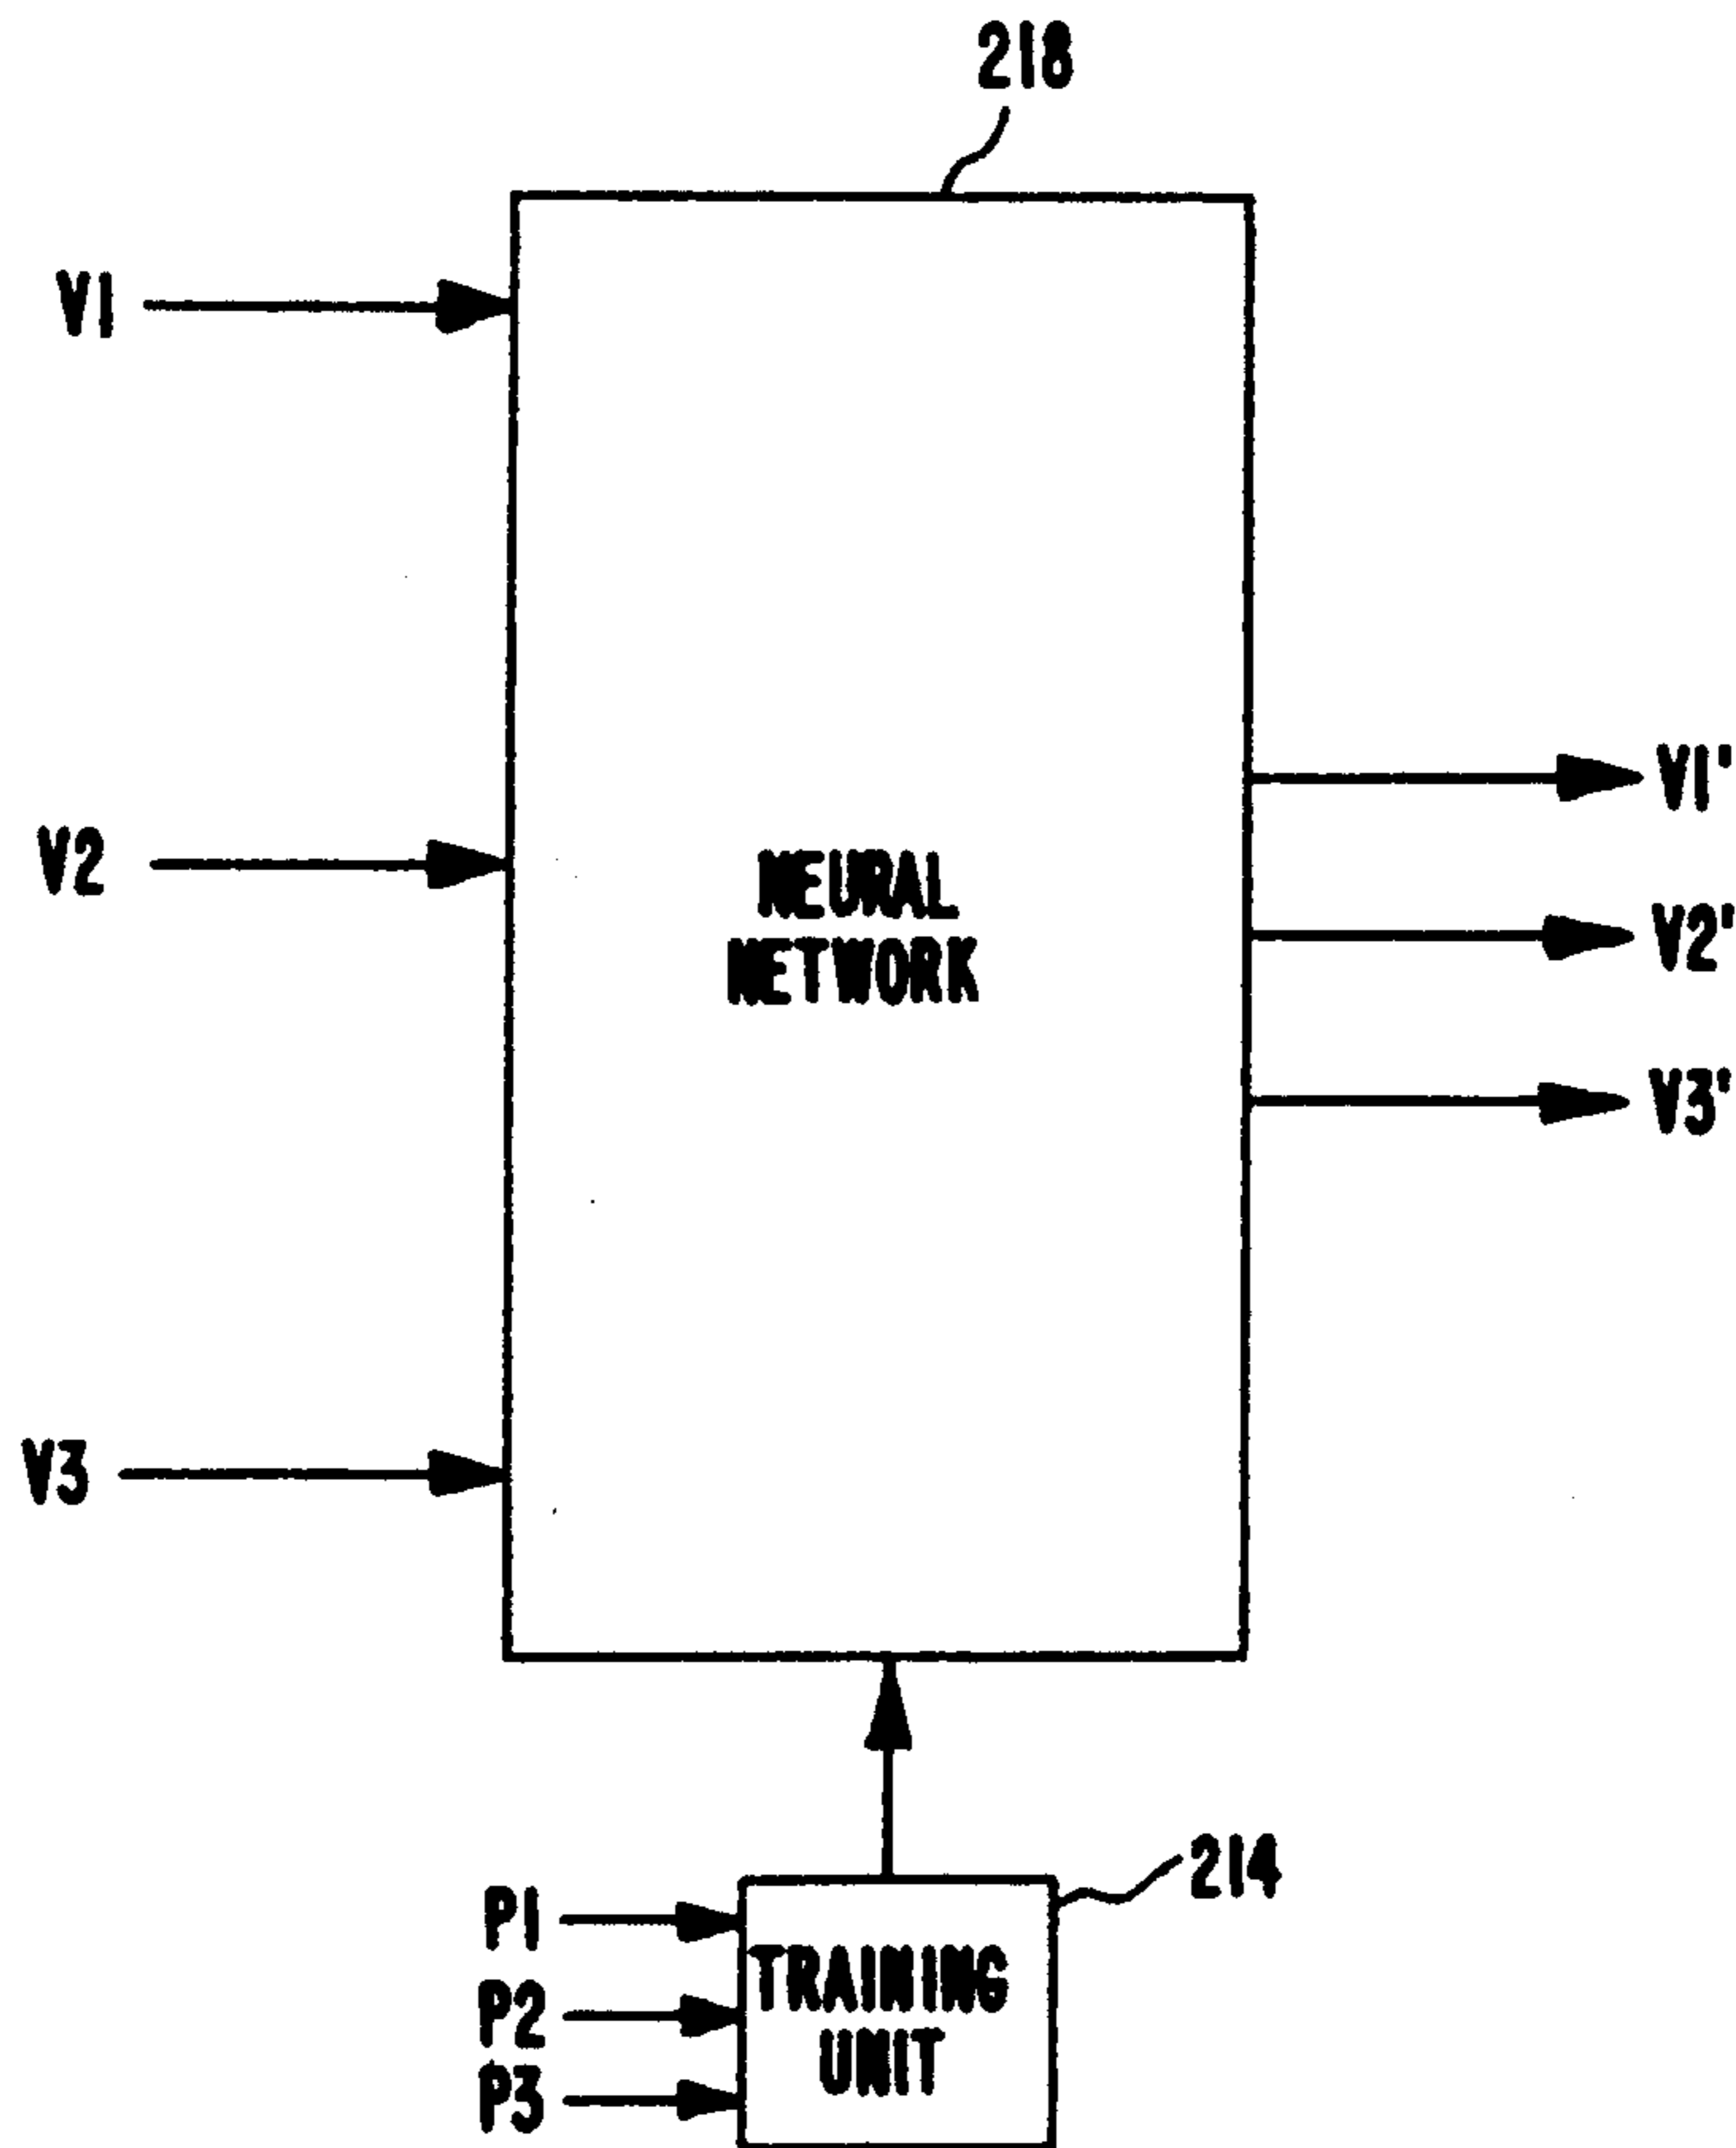 218
V1
V2
NEURAL
NETWORK
V3
V1'
V2'
V3'
214
P1
P2
P3
TRAINING
UNIT